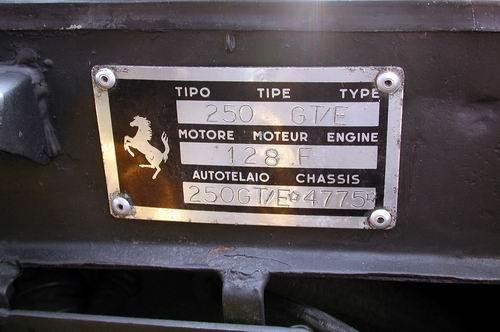 TIPO TIPE TYPE
250 GT/E
MOTORE MOTEUR ENGINE
128 F
AUTOTELAIO CHASSIS
250GT/E*4775*